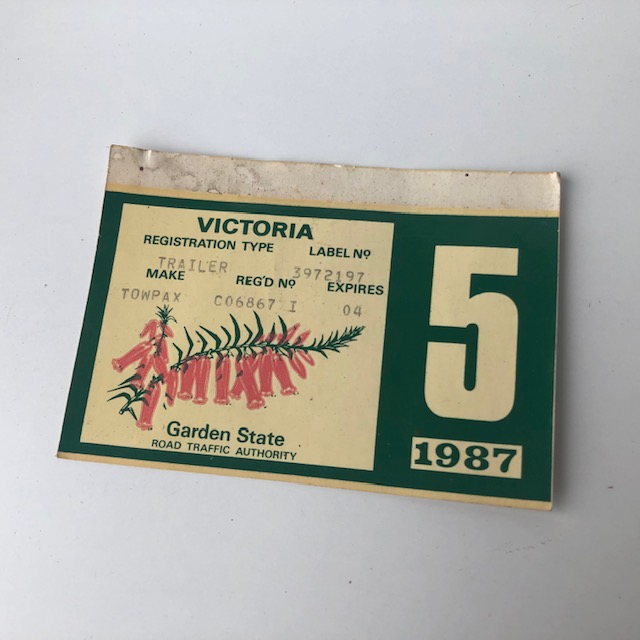 VICTORIA
REGISTRATION TYPE LABEL Nº
TRAILER 3972197
MAKE REG'D Nº EXPIRES
TOWPAX C06867 I 04
Garden State
ROAD TRAFFIC AUTHORITY
5
1987